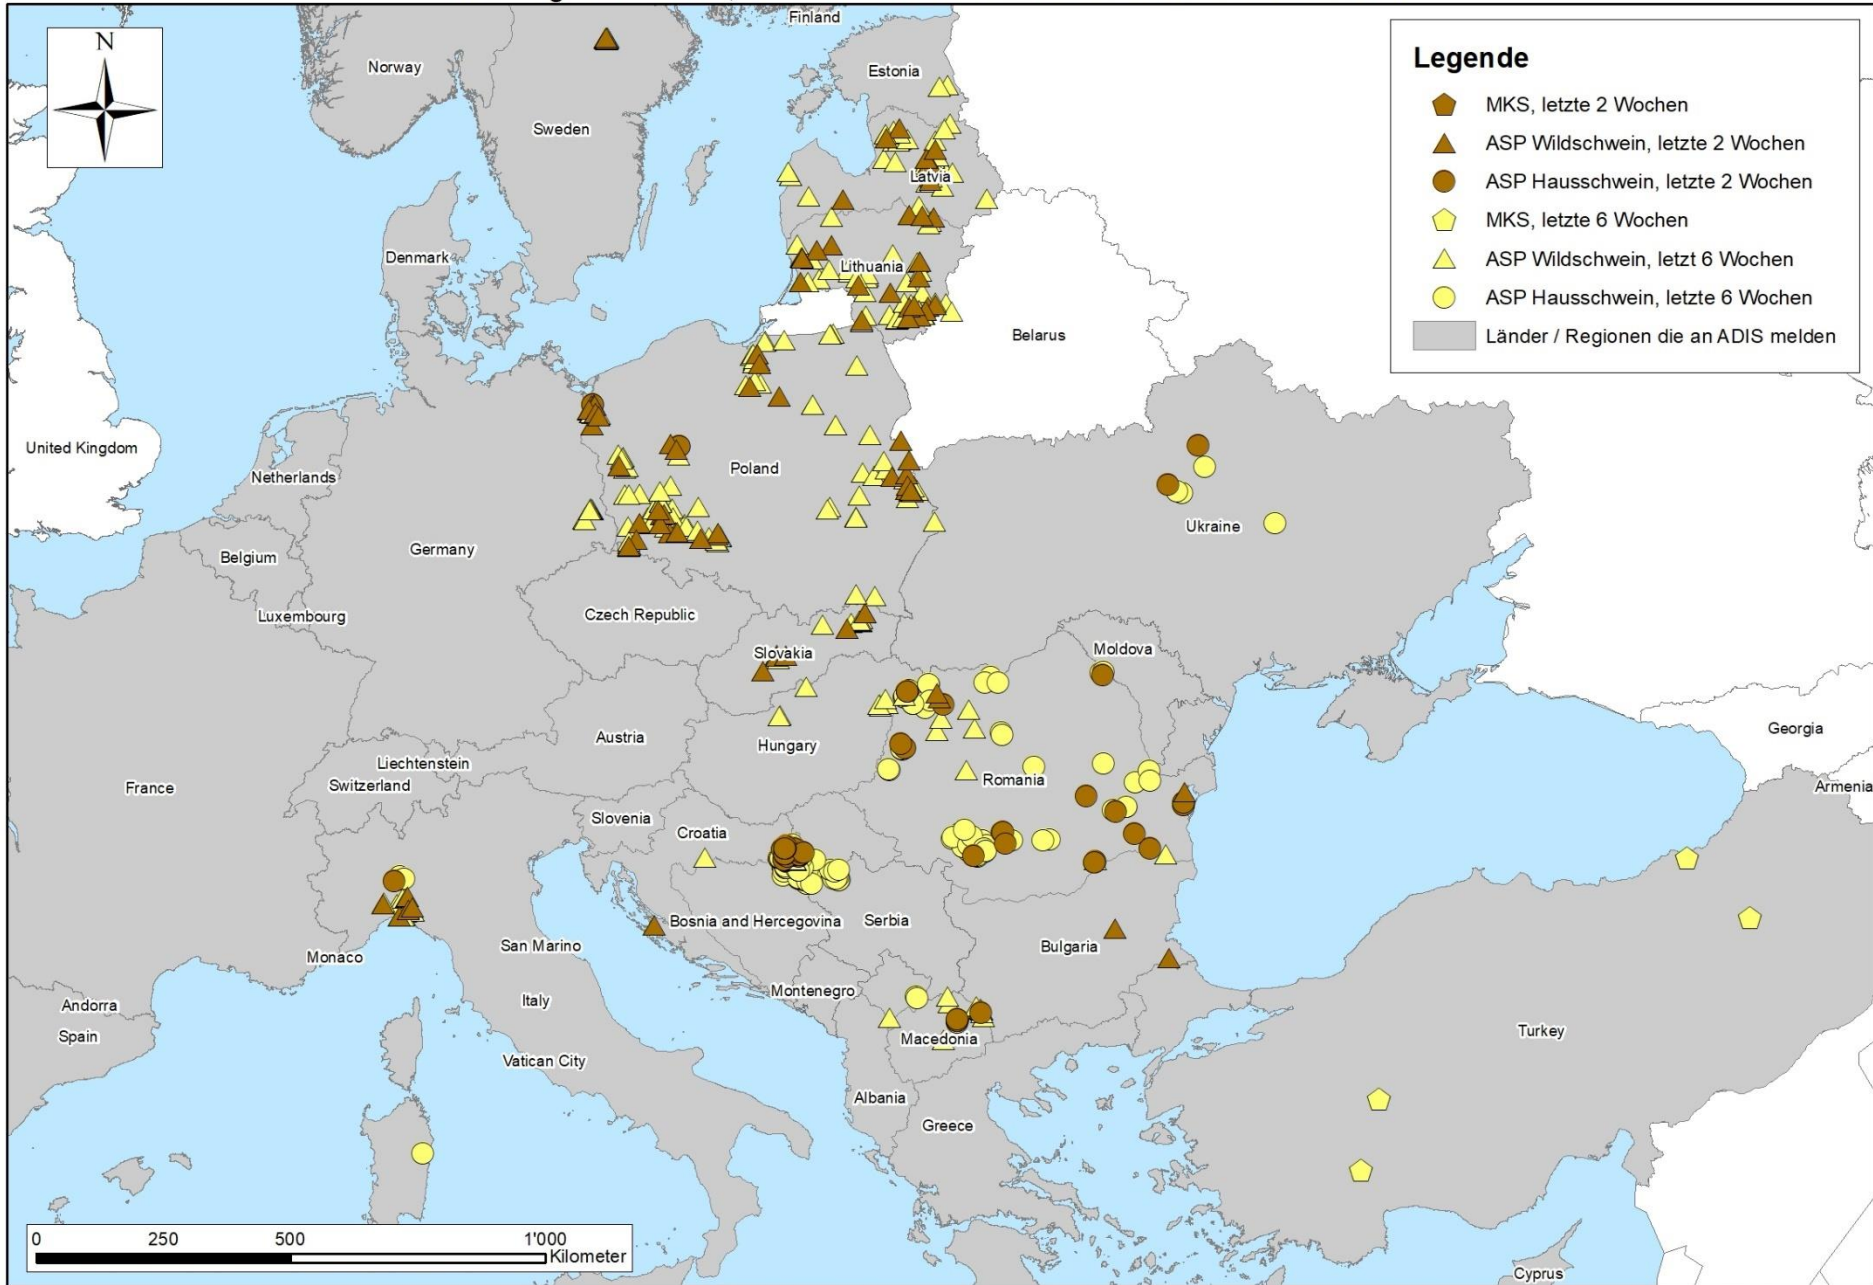 N
Legende
MKS, letzte 2 Wochen
ASP Wildschwein, letzte 2 Wochen
ASP Hausschwein, letzte 2 Wochen
MKS, letzte 6 Wochen
ASP Wildschwein, letzt 6 Wochen
ASP Hausschwein, letzte 6 Wochen
Länder / Regionen die an ADIS melden
Finland
Norway
Estonia
Sweden
Latvia
Denmark
Lithuania
Belarus
United Kingdom
Netherlands
Poland
Ukraine
Belgium
Germany
Luxembourg
Czech Republic
Slovakia
Moldova
Austria
Hungary
Georgia
Liechtenstein
Switzerland
France
Romania
Armenia
Slovenia
Croatia
Bosnia and Hercegovina
Serbia
San Marino
Bulgaria
Monaco
Montenegro
Andorra
Italy
Spain
Macedonia
Turkey
Vatican City
Albania
Greece
Cyprus
0 250 500 1'000
Kilometer